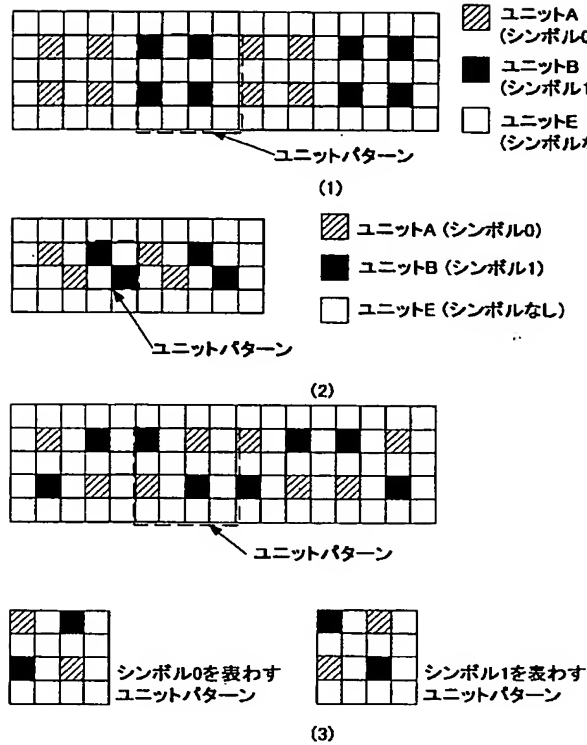 ユニットA
(シンボル0
ユニットB
(シンボル1
ユニットE
(シンボルな
ユニットパターン
(1)
ユニットA (シンボル0)
ユニットB (シンボル1)
ユニットE (シンボルなし)
ユニットパターン
(2)
ユニットパターン
シンボル0を表わす
ユニットパターン
シンボル1を表わす
ユニットパターン
(3)